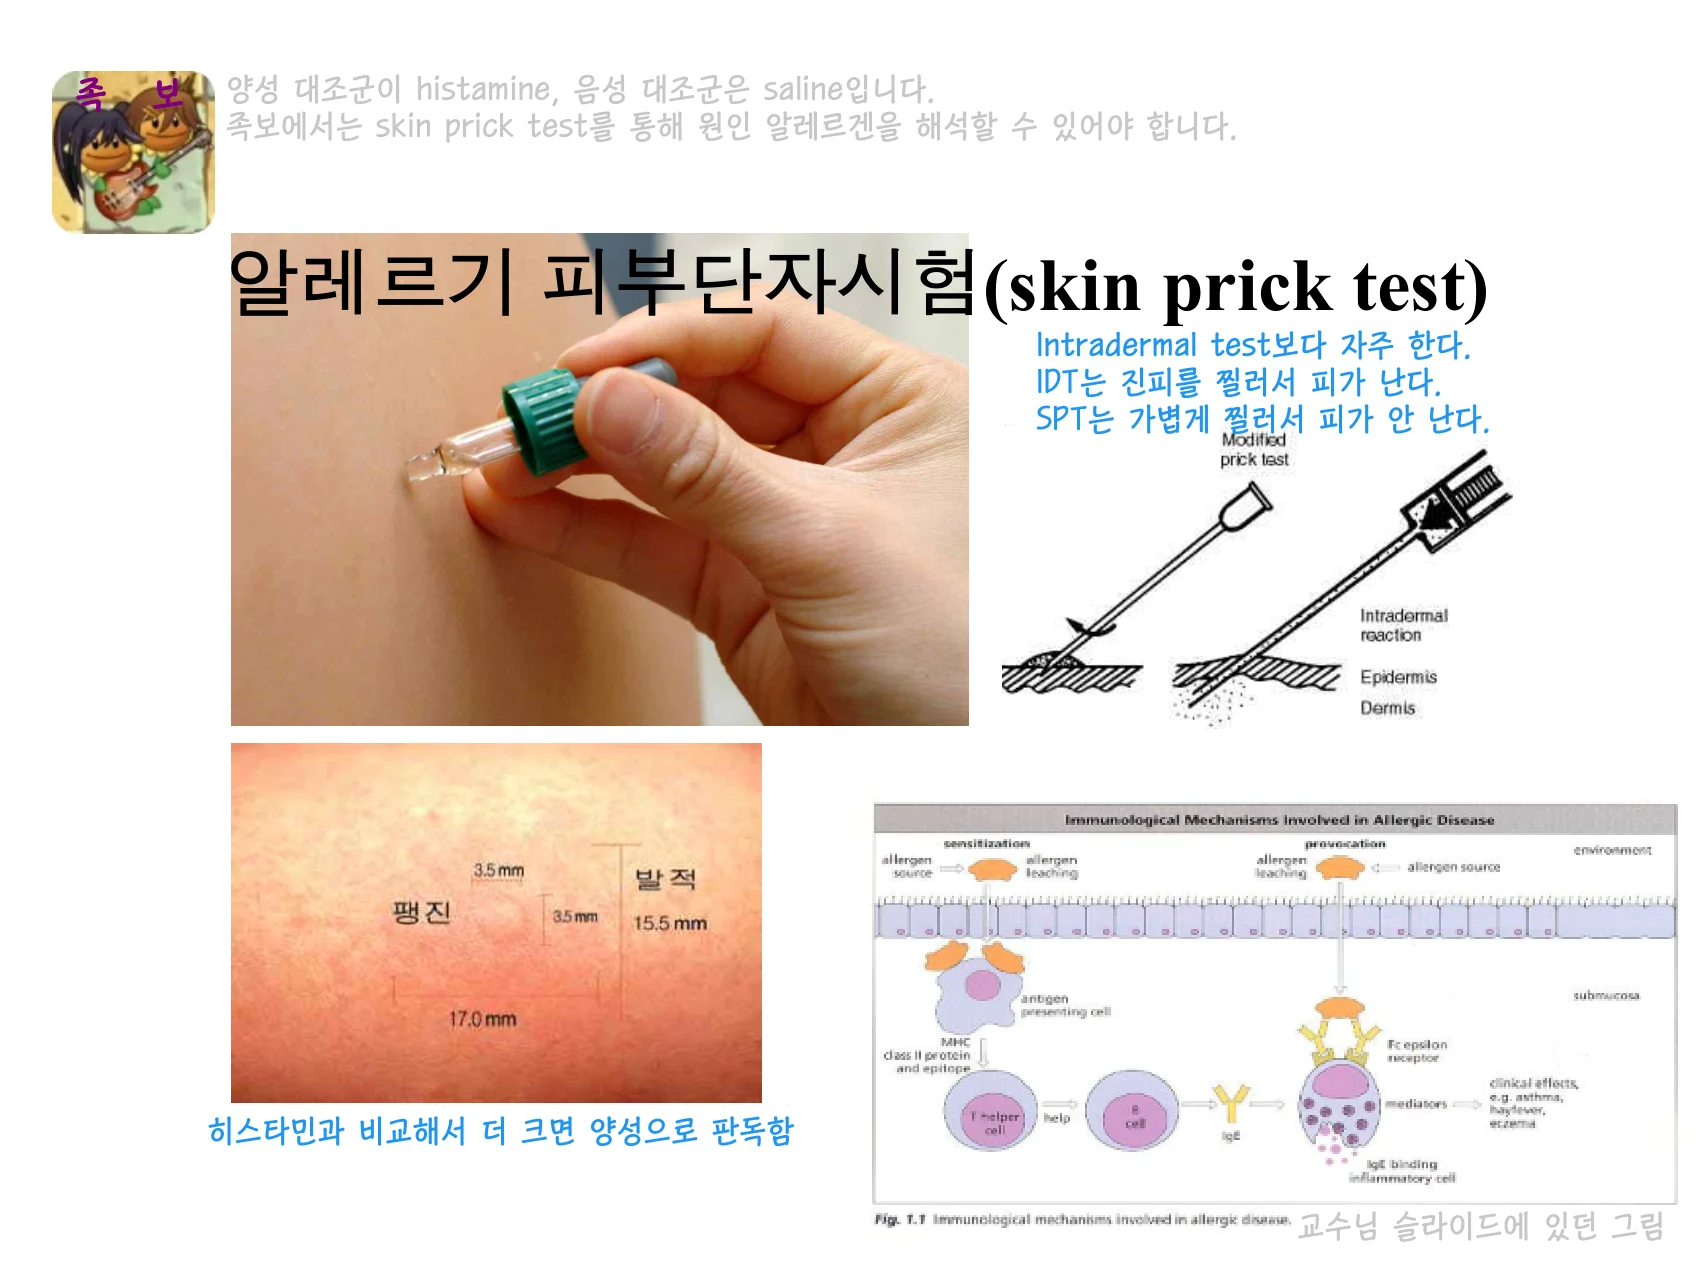 족 보
양성 대조군이 histamine, 음성 대조군은 saline입니다.
족보에서는 skin prick test를 통해 원인 알레르겐을 해석할 수 있어야 합니다.
알레르기 피부단자시험(skin prick test)
Intradermal test보다 자주 한다.
IDT는 진피를 찔러서 피가 난다.
SPT는 가볍게 찔러서 피가 안 난다.
Modified
prick test
Intradermal
reaction
Epidermis
Dermis
3.5 mm
팽진
3.5 mm
발적
15.5 mm
17.0 mm
히스타민과 비교해서 더 크면 양성으로 판독함
Immunological Mechanisms Involved in Allergic Disease
sensitization
allergen
source
allergen
leaching
provocation
allergen
leaching
allergen source
environment
antigen
presenting cell
submucosa
MHC
class II protein
and epitope
T helper
cell
help
B
cell
IgE
Fc epsilon
receptor
mediators
clinical effects,
e.g. asthma,
hayfever,
eczema
IgE binding
inflammatory cell
Fig. 1.1 Immunological mechanisms involved in allergic disease.
교수님 슬라이드에 있던 그림